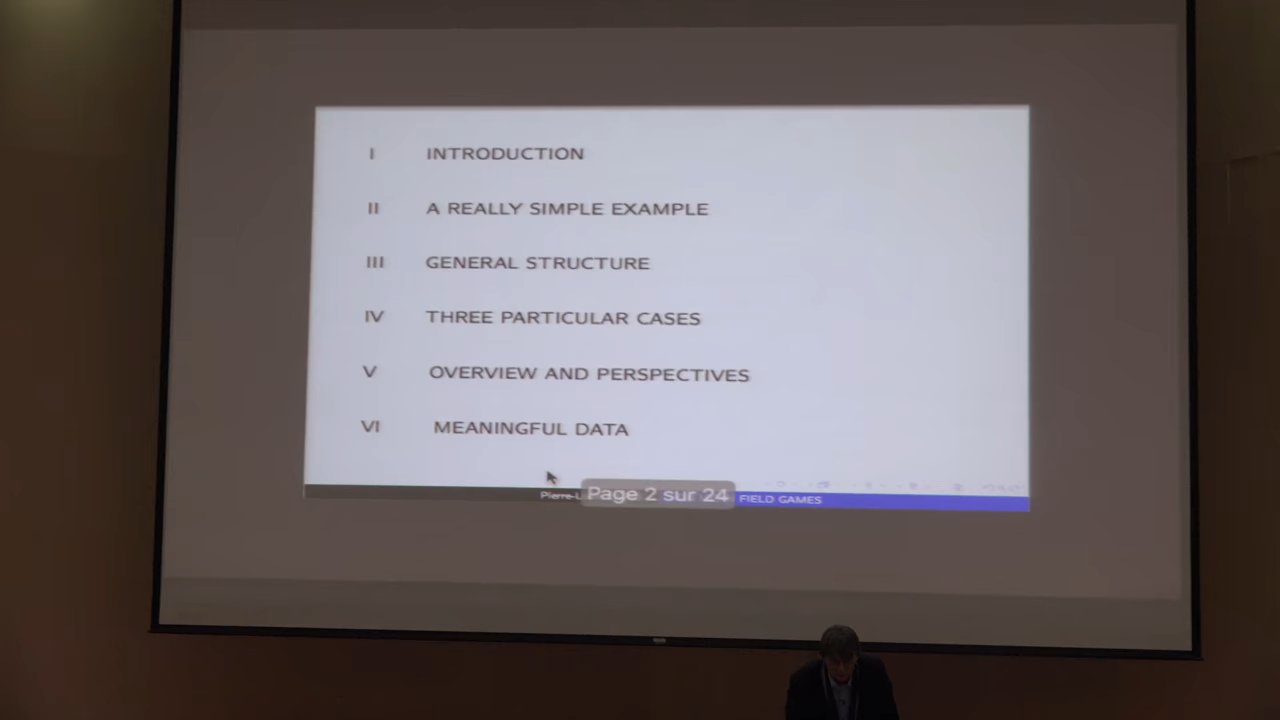 I INTRODUCTION
II A REALLY SIMPLE EXAMPLE
III GENERAL STRUCTURE
IV THREE PARTICULAR CASES
V OVERVIEW AND PERSPECTIVES
VI MEANINGFUL DATA
Pierre-L Page 2 sur 24 FIELD GAMES